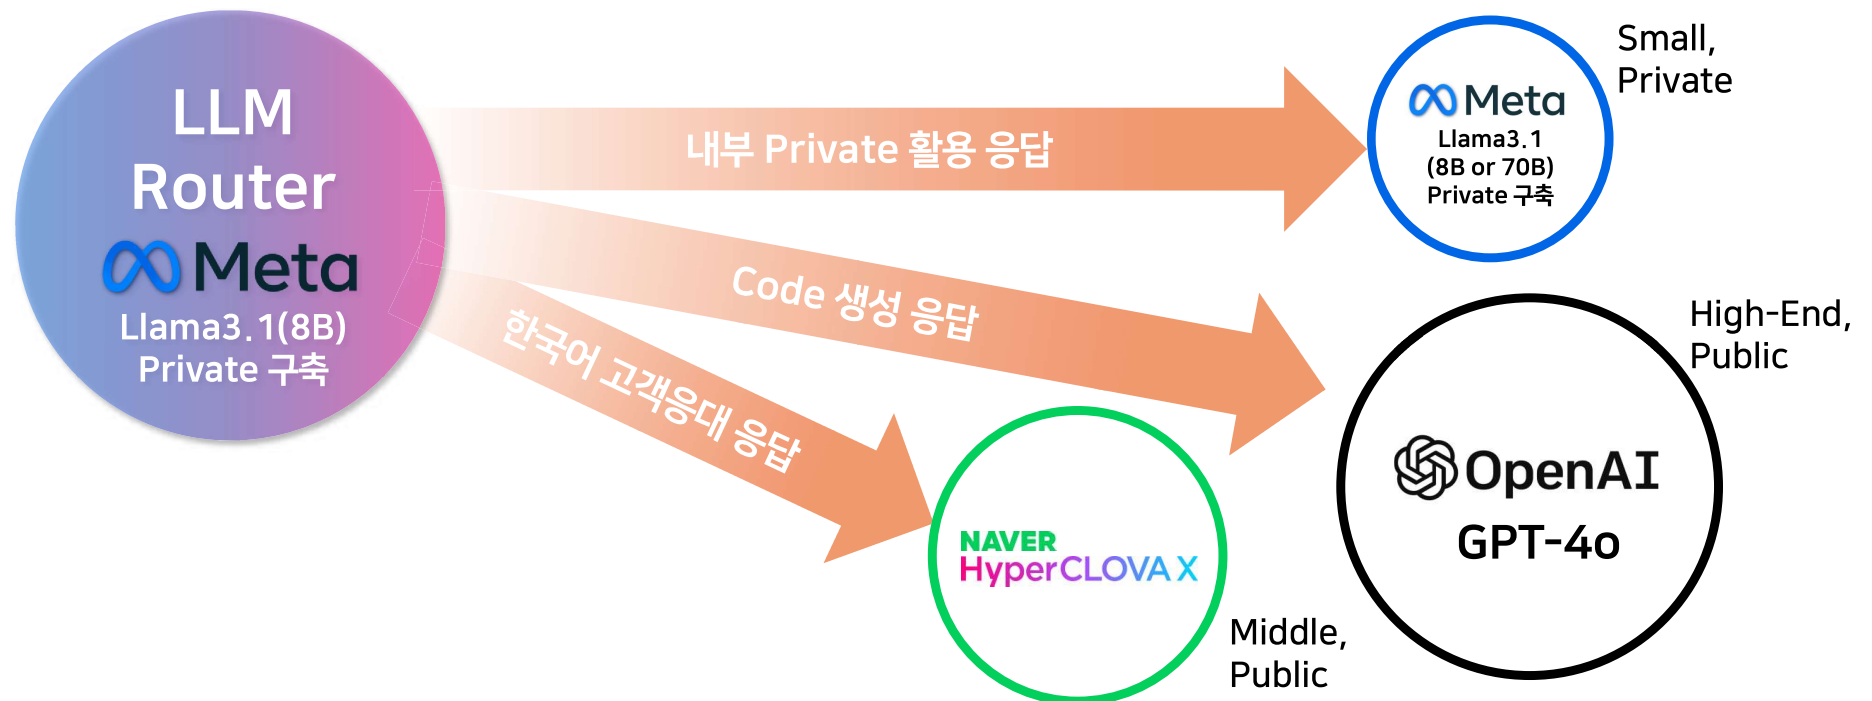 LLM
Router
Meta
Llama3.1(8B)
Private 구축
내부 Private 활용 응답
Code 생성 응답
한국어 고객응대 응답
Meta
Llama3.1
(8B or 70B)
Private 구축
Small,
Private
OpenAI
GPT-4o
High-End,
Public
NAVER
HyperCLOVA X
Middle,
Public